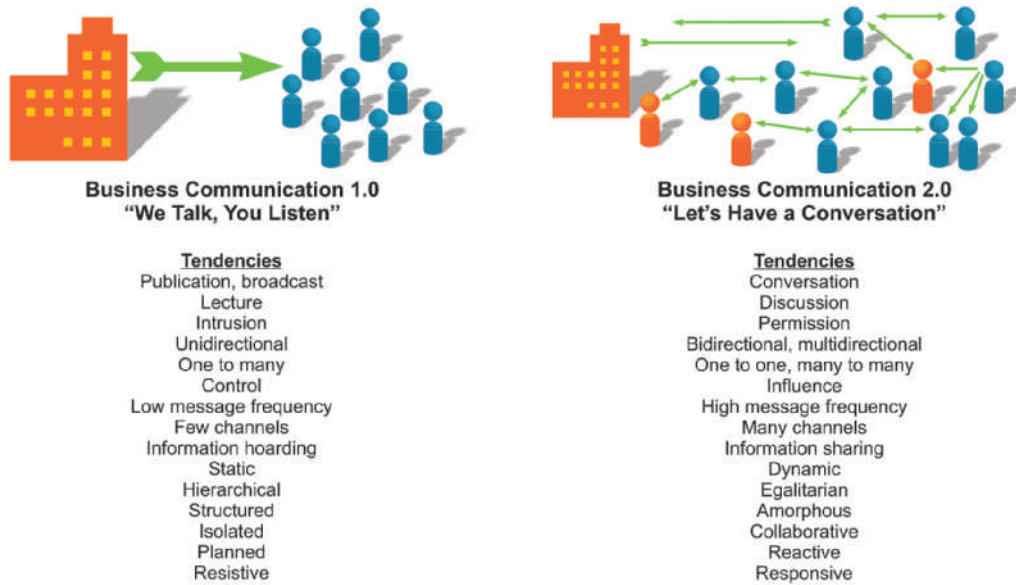 Business Communication 1.0
“We Talk, You Listen”
Tendencies
Publication, broadcast
Lecture
Intrusion
Unidirectional
One to many
Control
Low message frequency
Few channels
Information hoarding
Static
Hierarchical
Structured
Isolated
Planned
Resistive
Business Communication 2.0
“Let’s Have a Conversation”
Tendencies
Conversation
Discussion
Permission
Bidirectional, multidirectional
One to one, many to many
Influence
High message frequency
Many channels
Information sharing
Dynamic
Egalitarian
Amorphous
Collaborative
Reactive
Responsive